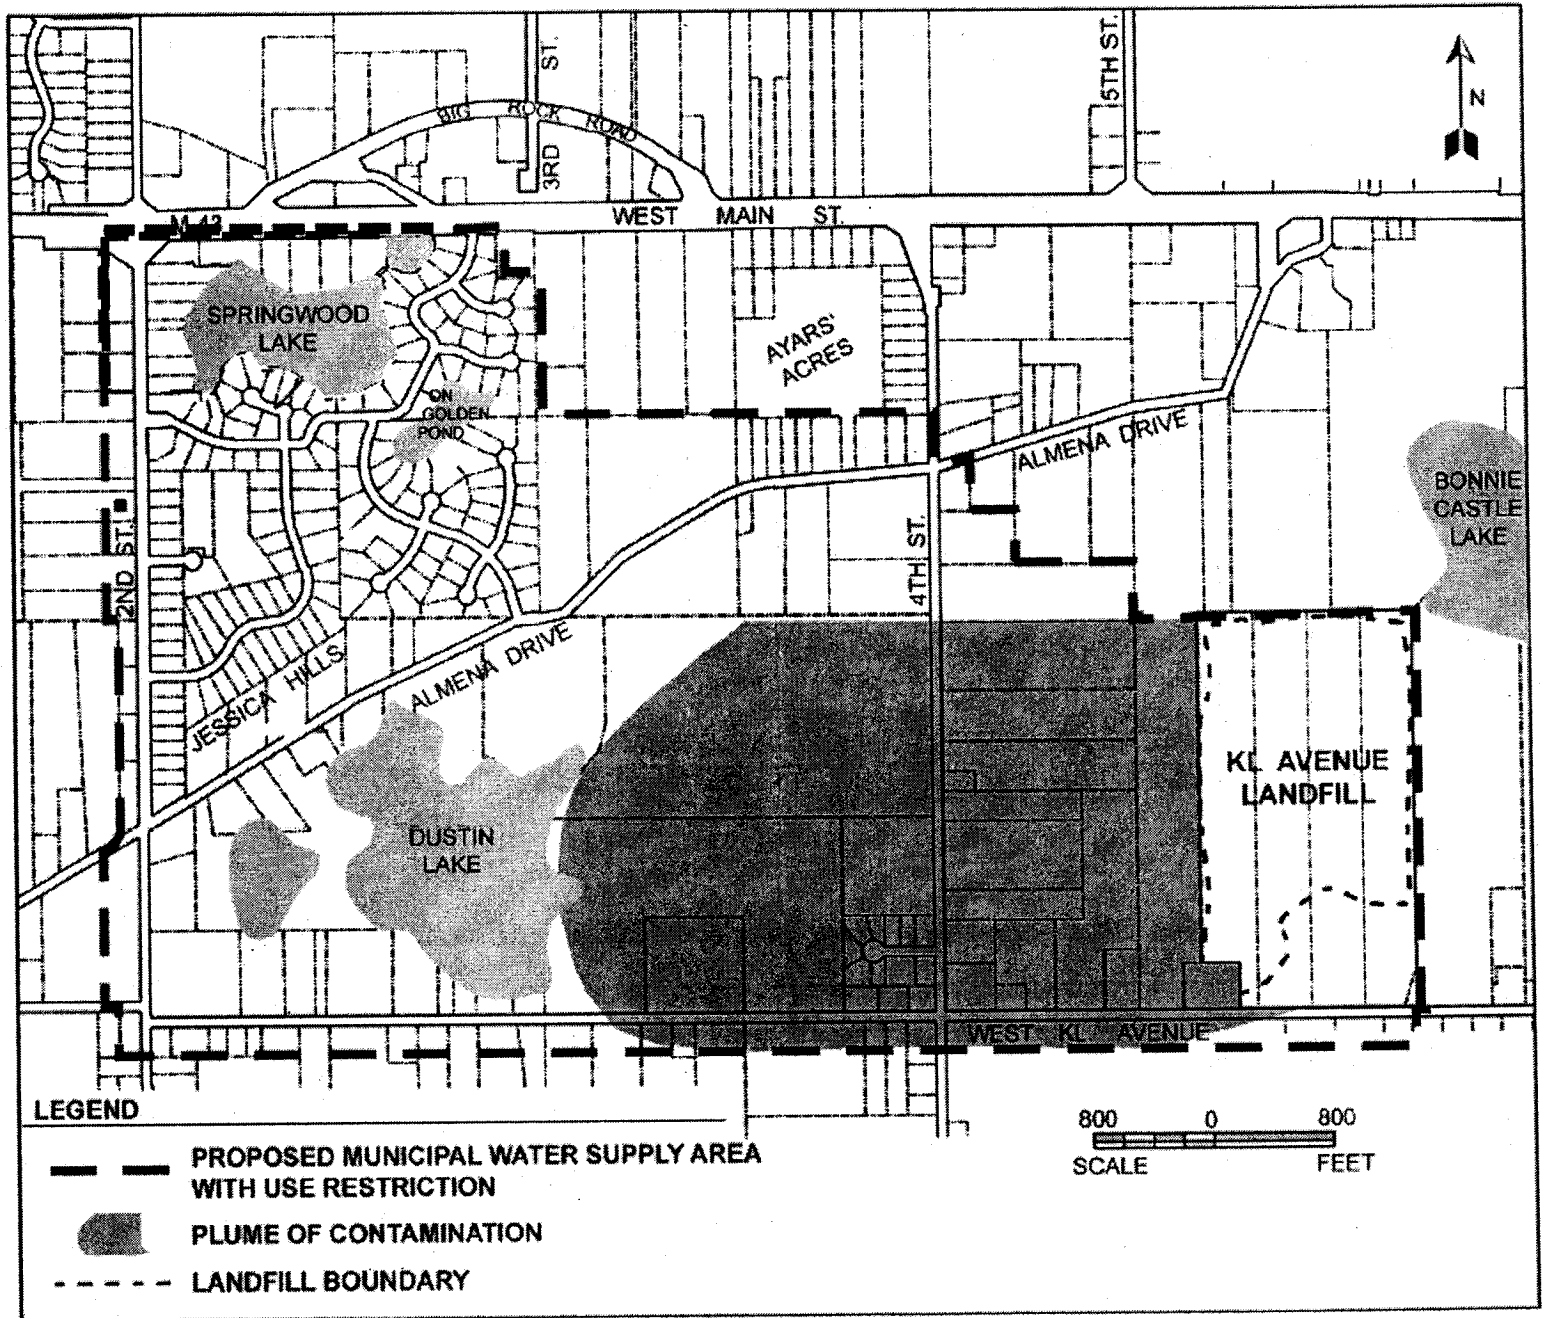 5TH ST.
ST.
BIG ROCK ROAD
N
3RD
WEST MAIN ST.
M-43
SPRINGWOOD
LAKE
AYARS'
ACRES
ON
GOLDEN
POND
ALMENA DRIVE
BONNIE
CASTLE
LAKE
2ND ST.
4TH ST.
JESSICA HILLS
ALMENA DRIVE
KL AVENUE
LANDFILL
DUSTIN
LAKE
WEST KL AVENUE
LEGEND
PROPOSED MUNICIPAL WATER SUPPLY AREA
WITH USE RESTRICTION
PLUME OF CONTAMINATION
LANDFILL BOUNDARY
800 0 800
SCALE FEET